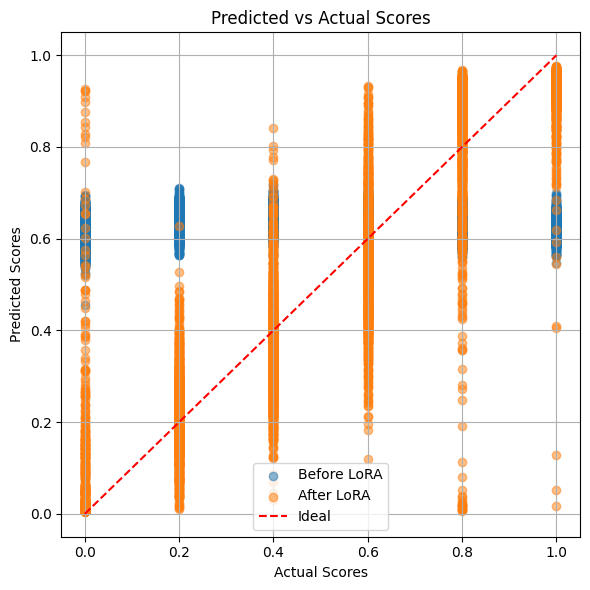 Predicted vs Actual Scores
Predicted Scores
1.0
0.8
0.6
0.4
0.2
0.0
Before LoRA
After LoRA
Ideal
0.0 0.2 0.4 0.6 0.8 1.0
Actual Scores